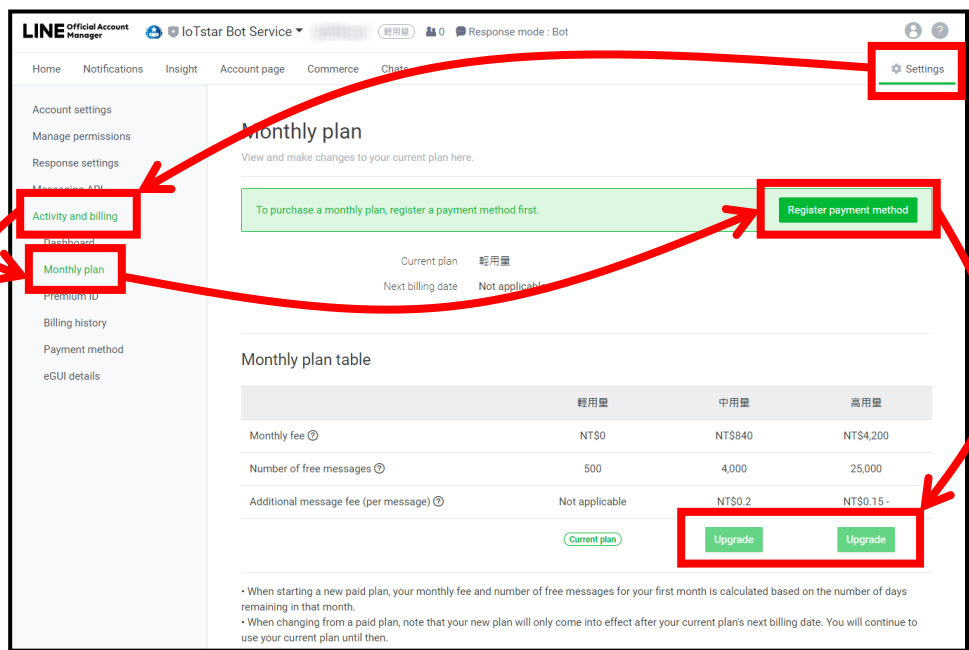 LINE Official Account Manager IoTstar Bot Service 輕用量 0 Response mode : Bot
Home Notifications Insight Account page Commerce Chats Settings
Account settings
Manage permissions
Response settings
Messaging API
Activity and billing
Dashboard
Monthly plan
Premium ID
Billing history
Payment method
eGUI details
Monthly plan
View and make changes to your current plan here.
To purchase a monthly plan, register a payment method first. Register payment method
Current plan 輕用量
Next billing date Not applicable
Monthly plan table
輕用量 中用量 高用量
Monthly fee ? NT$0 NT$840 NT$4,200
Number of free messages ? 500 4,000 25,000
Additional message fee (per message) ? Not applicable NT$0.2 NT$0.15 -
Current plan Upgrade Upgrade
• When starting a new paid plan, your monthly fee and number of free messages for your first month is calculated based on the number of days
remaining in that month.
• When changing from a paid plan, note that your new plan will only come into effect after your current plan's next billing date. You will continue to
use your current plan until then.